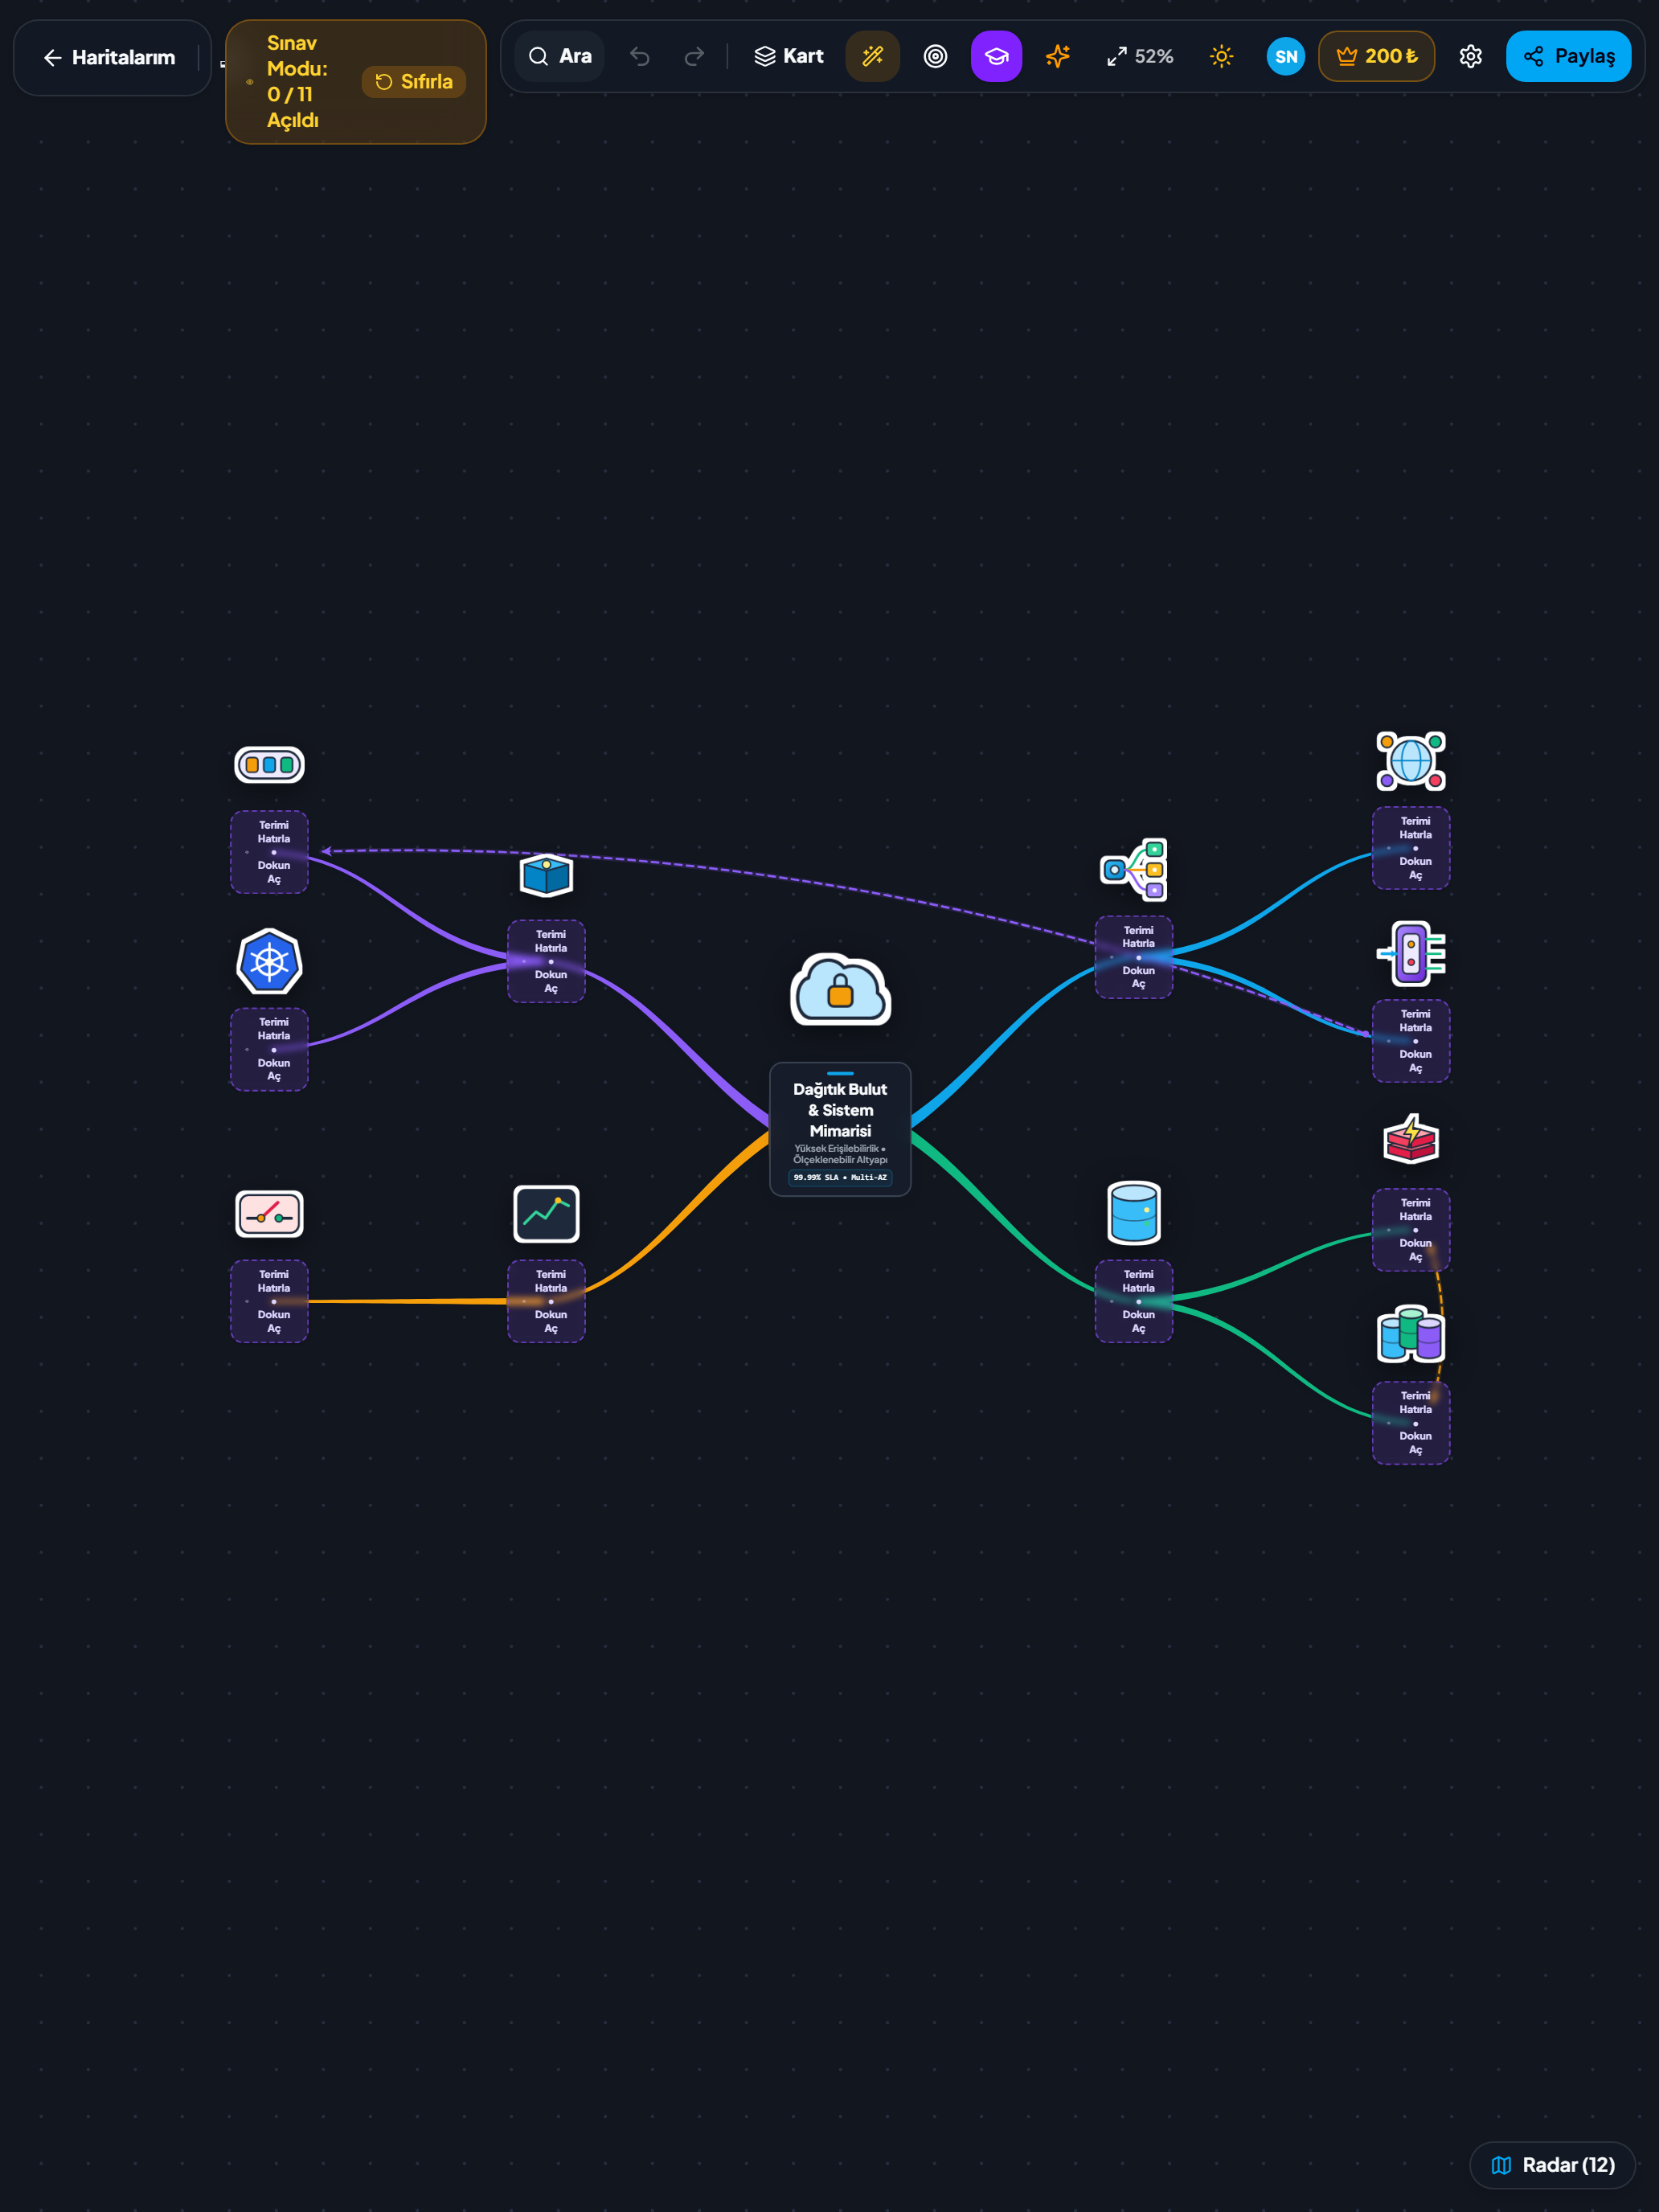 Haritalarım
Sınav
Modu:
0 / 11
Açıldı
Sıfırla
Ara
Kart
52%
SN
200 ₺
Paylaş
Terimi
Hatırla
•
Dokun
Aç
Terimi
Hatırla
•
Dokun
Aç
Terimi
Hatırla
•
Dokun
Aç
Terimi
Hatırla
•
Dokun
Aç
Terimi
Hatırla
•
Dokun
Aç
Terimi
Hatırla
•
Dokun
Aç
Terimi
Hatırla
•
Dokun
Aç
Dağıtık Bulut
& Sistem
Mimarisi
Yüksek Erişilebilirlik •
Ölçeklenebilir Altyapı
99.99% SLA • Multi-AZ
Terimi
Hatırla
•
Dokun
Aç
Terimi
Hatırla
•
Dokun
Aç
Terimi
Hatırla
•
Dokun
Aç
Terimi
Hatırla
•
Dokun
Aç
Radar (12)